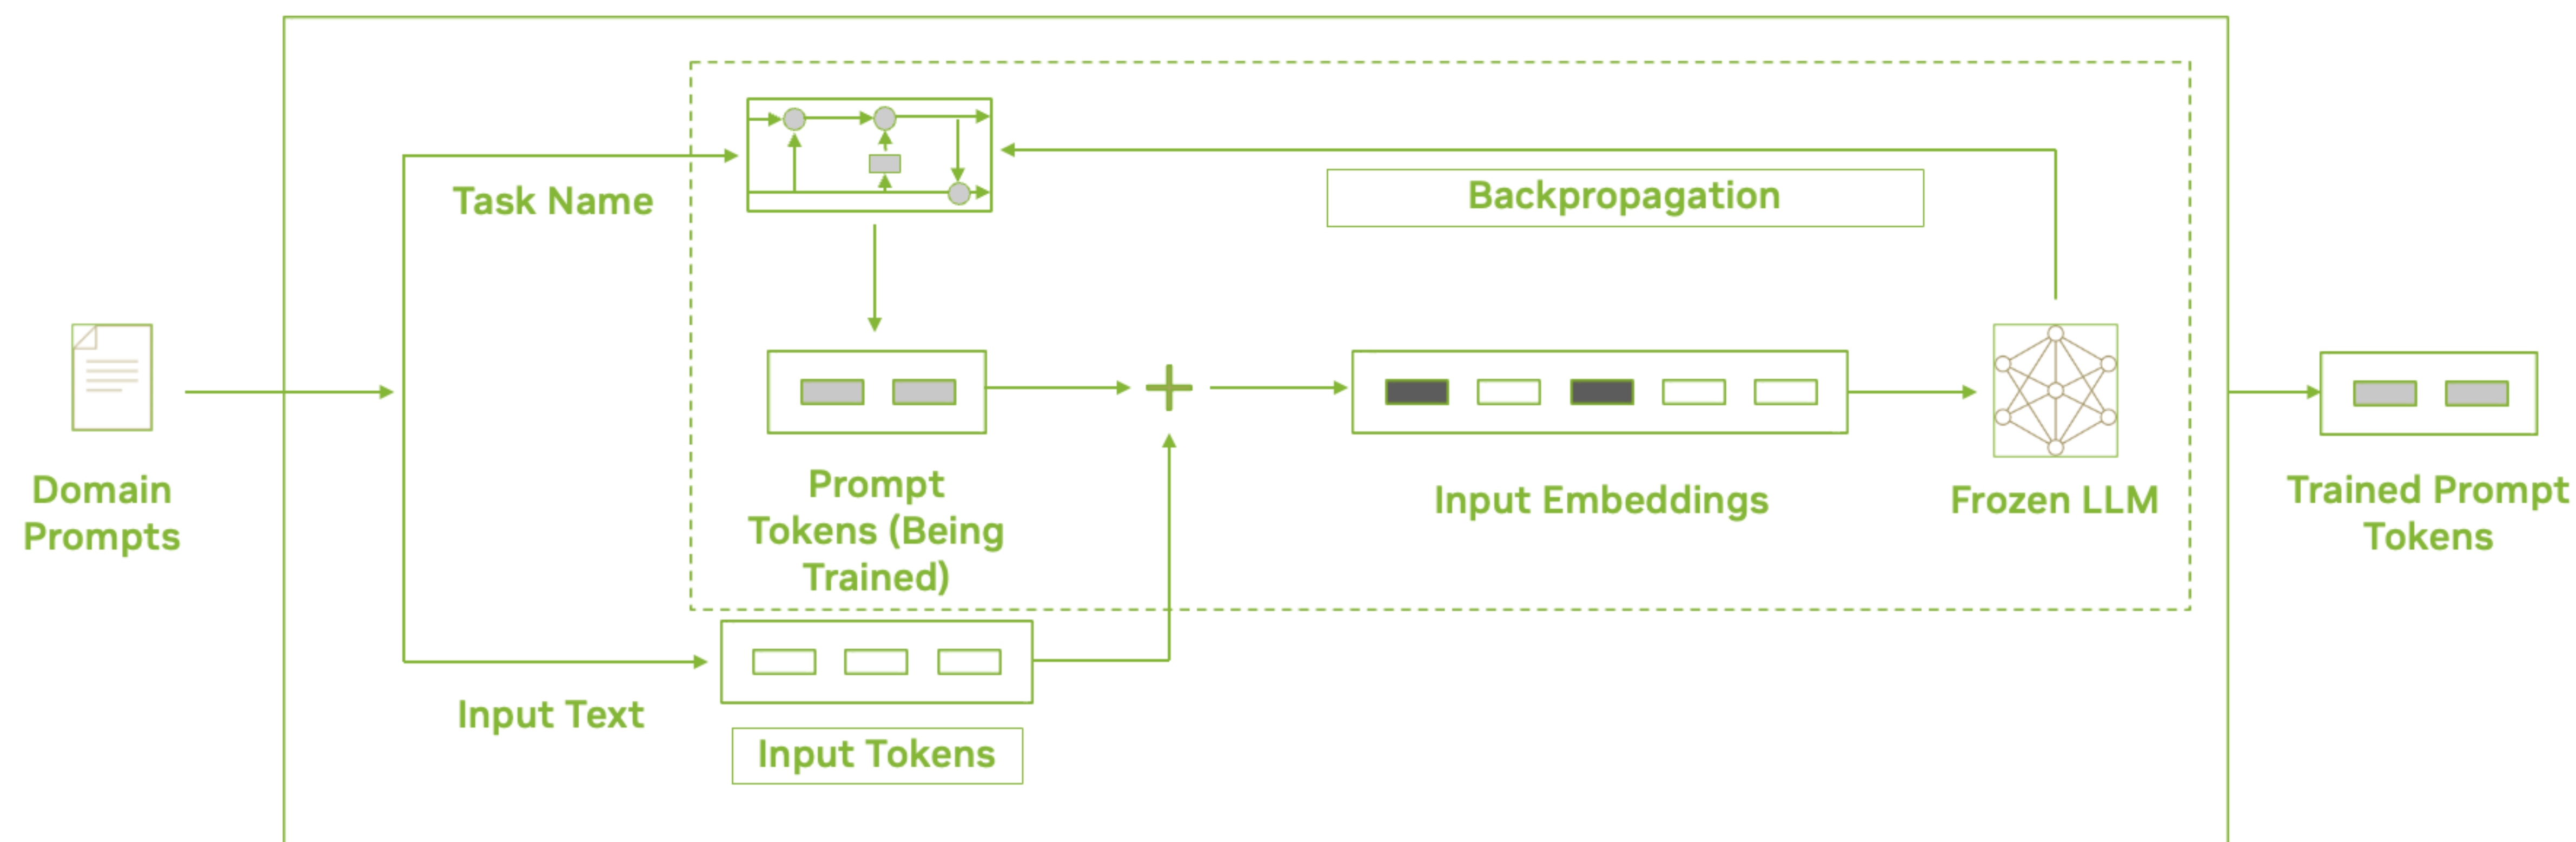 Task Name
Backpropagation
Domain
Prompts
Prompt
Tokens (Being
Trained)
Input Embeddings
Frozen LLM
Trained Prompt
Tokens
Input Text
Input Tokens